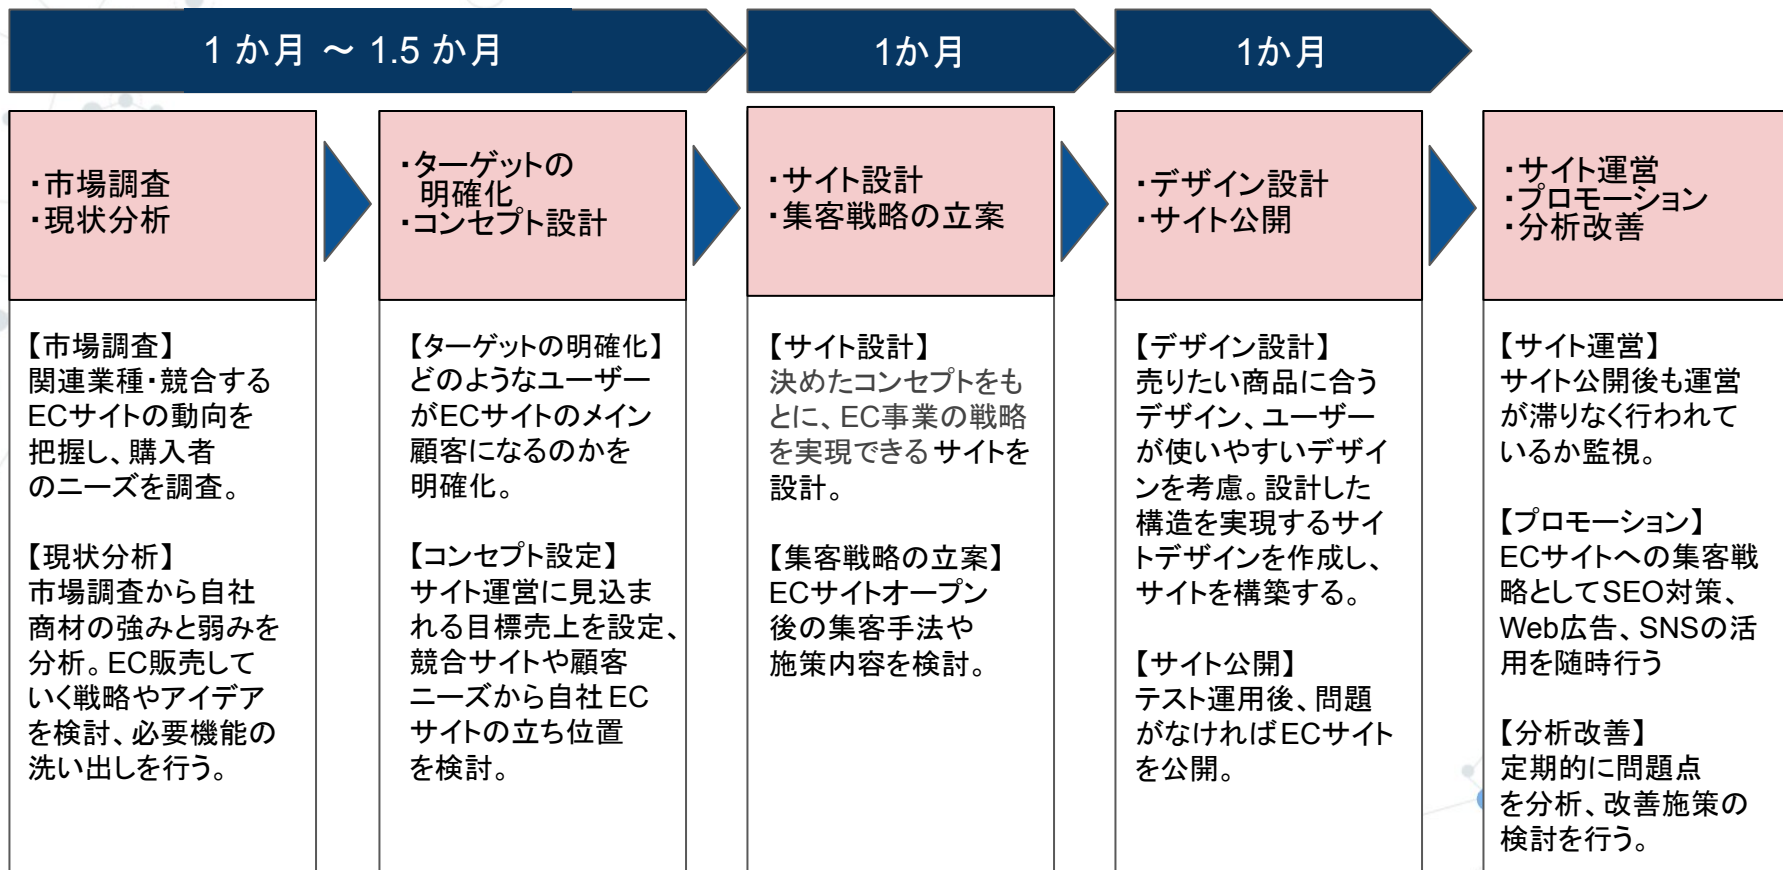 1 か月 ～ 1.5 か月
1か月
1か月
・市場調査
・現状分析
・ターゲットの
明確化
・コンセプト設計
・サイト設計
・集客戦略の立案
・デザイン設計
・サイト公開
・サイト運営
・プロモーション
・分析改善
【市場調査】
関連業種・競合する
ECサイトの動向を
把握し、購入者
のニーズを調査。
【現状分析】
市場調査から自社
商材の強みと弱みを
分析。EC販売して
いく戦略やアイデア
を検討、必要機能の
洗い出しを行う。
【ターゲットの明確化】
どのようなユーザー
がECサイトのメイン
顧客になるのかを
明確化。
【コンセプト設定】
サイト運営に見込ま
れる目標売上を設定、
競合サイトや顧客
ニーズから自社EC
サイトの立ち位置
を検討。
【サイト設計】
決めたコンセプトをも
とに、EC事業の戦略
を実現できるサイトを
設計。
【集客戦略の立案】
ECサイトオープン
後の集客手法や
施策内容を検討。
【デザイン設計】
売りたい商品に合う
デザイン、ユーザー
が使いやすいデザイ
ンを考慮。設計した
構造を実現するサイ
トデザインを作成し、
サイトを構築する。
【サイト公開】
テスト運用後、問題
がなければECサイト
を公開。
【サイト運営】
サイト公開後も運営
が滞りなく行われて
いるか監視。
【プロモーション】
ECサイトへの集客戦
略としてSEO対策、
Web広告、SNSの活
用を随時行う
【分析改善】
定期的に問題点
を分析、改善施策の
検討を行う。